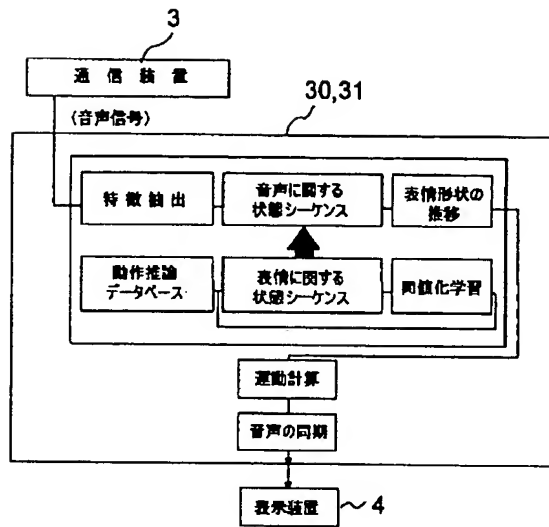 3
通信装置
(音声信号)
30,31
特徴抽出
音声に関する
状態シーケンス
表情形状の
推移
動作推論
データベース
表情に関する
状態シーケンス
同値化学習
運動計算
音声の同期
表示装置
4